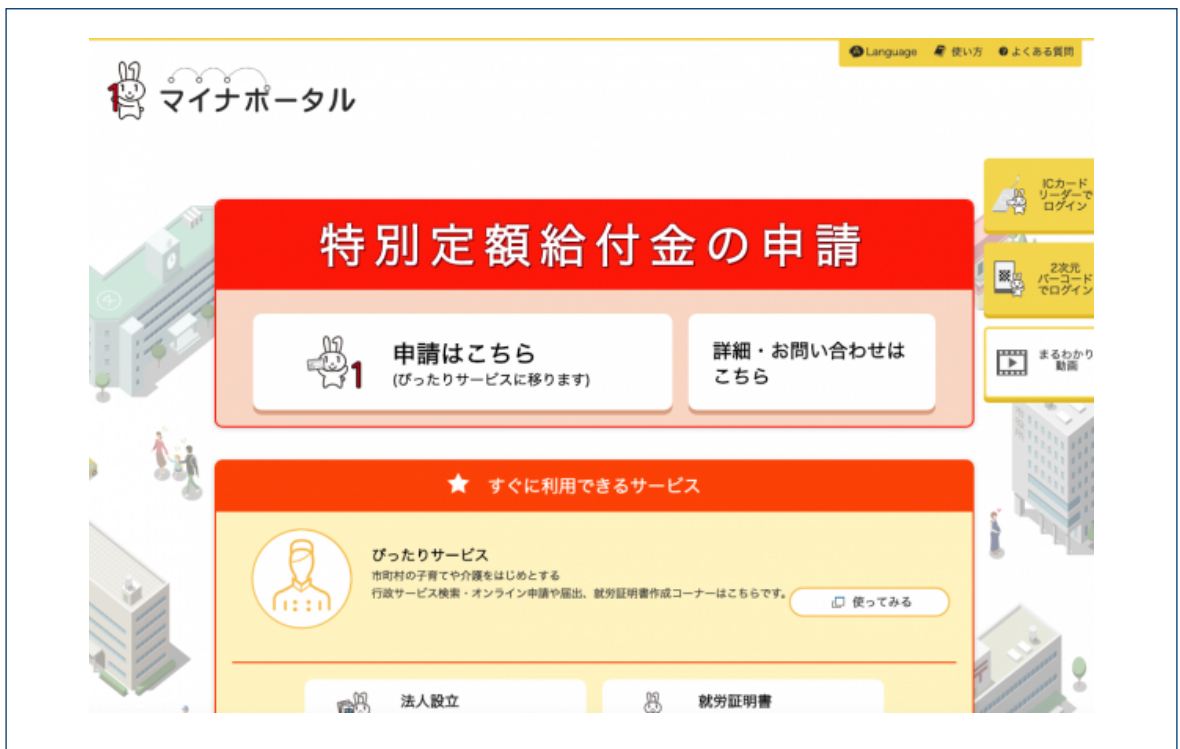 Language 使い方 よくある質問
マイナポータル
ICカード
リーダーで
ログイン
特別定額給付金の申請
2次元
バーコード
でログイン
申請はこちら
(ぴったりサービスに移ります)
詳細・お問い合わせは
こちら
まるわかり
動画
すぐに利用できるサービス
ぴったりサービス
市町村の子育てや介護をはじめとする
行政サービス検索・オンライン申請や届出、就労証明書作成コーナーはこちらです。
使ってみる
法人設立
就労証明書